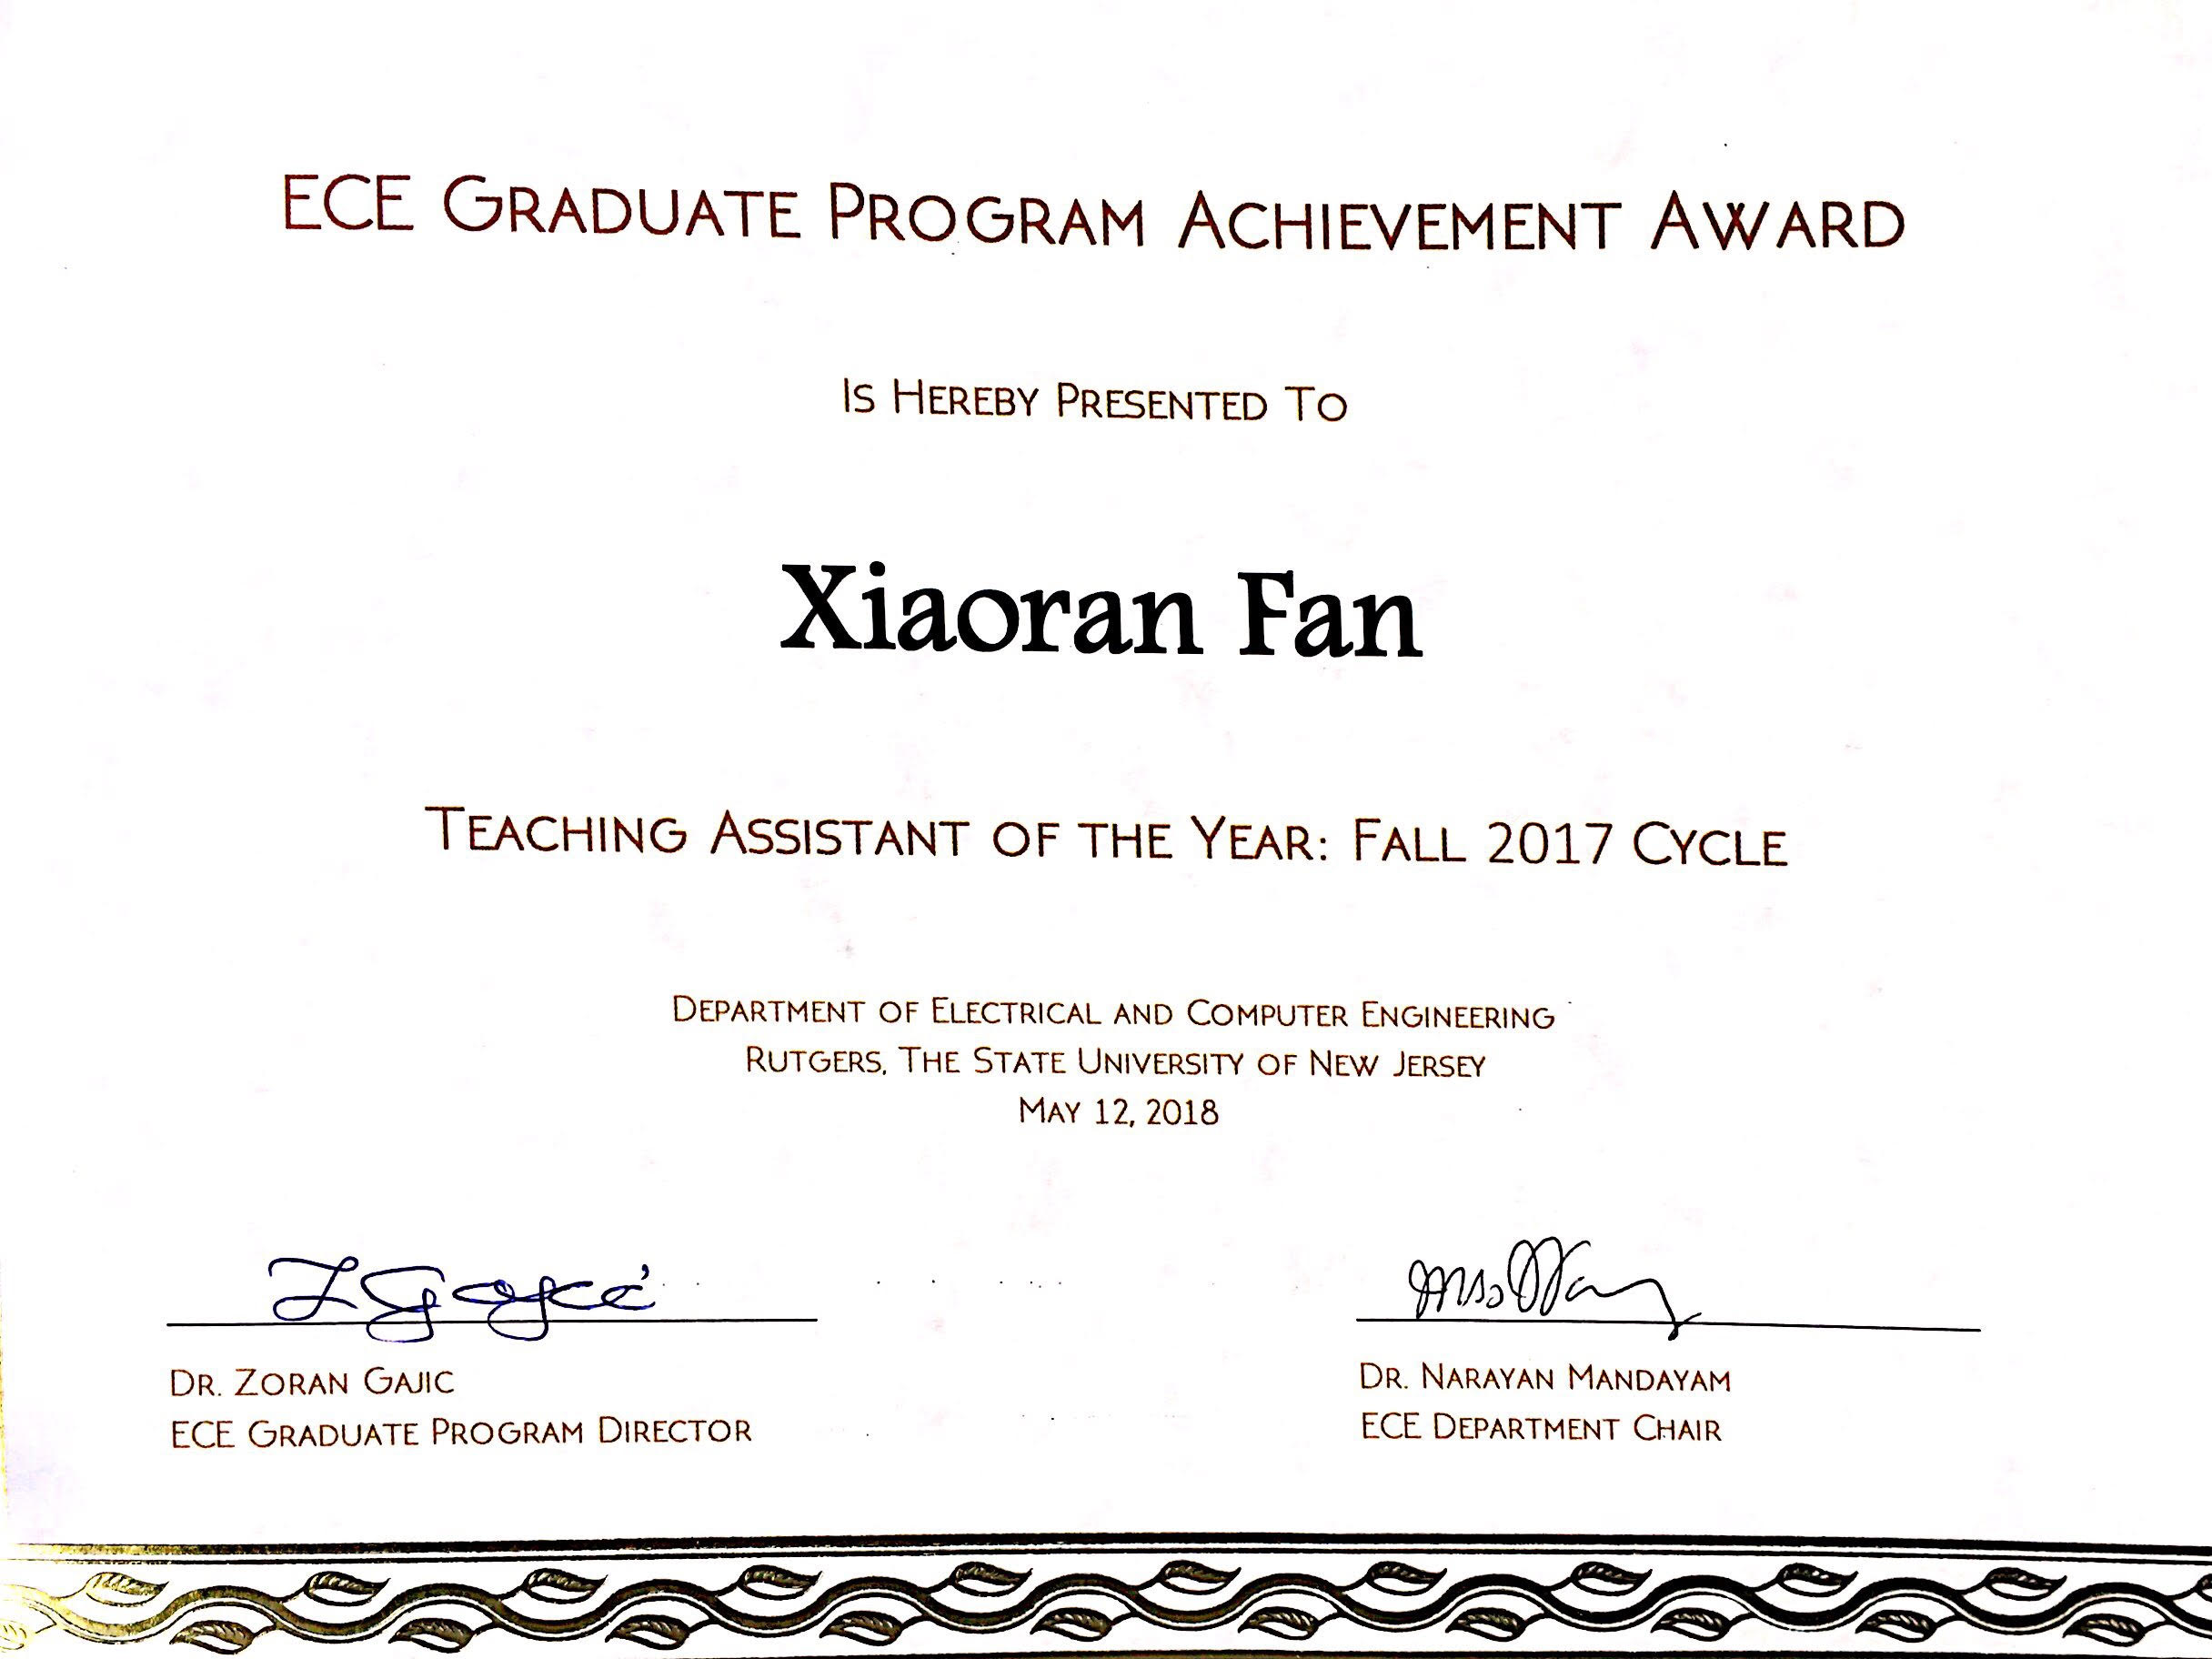 ECE Graduate Program Achievement Award
Is Hereby Presented To
Xiaoran Fan
Teaching Assistant of the Year: Fall 2017 Cycle
Department of Electrical and Computer Engineering
Rutgers, The State University of New Jersey
May 12, 2018
Z Gajić
Dr. Zoran Gajic
ECE Graduate Program Director
Dr. Narayan Mandayam
ECE Department Chair